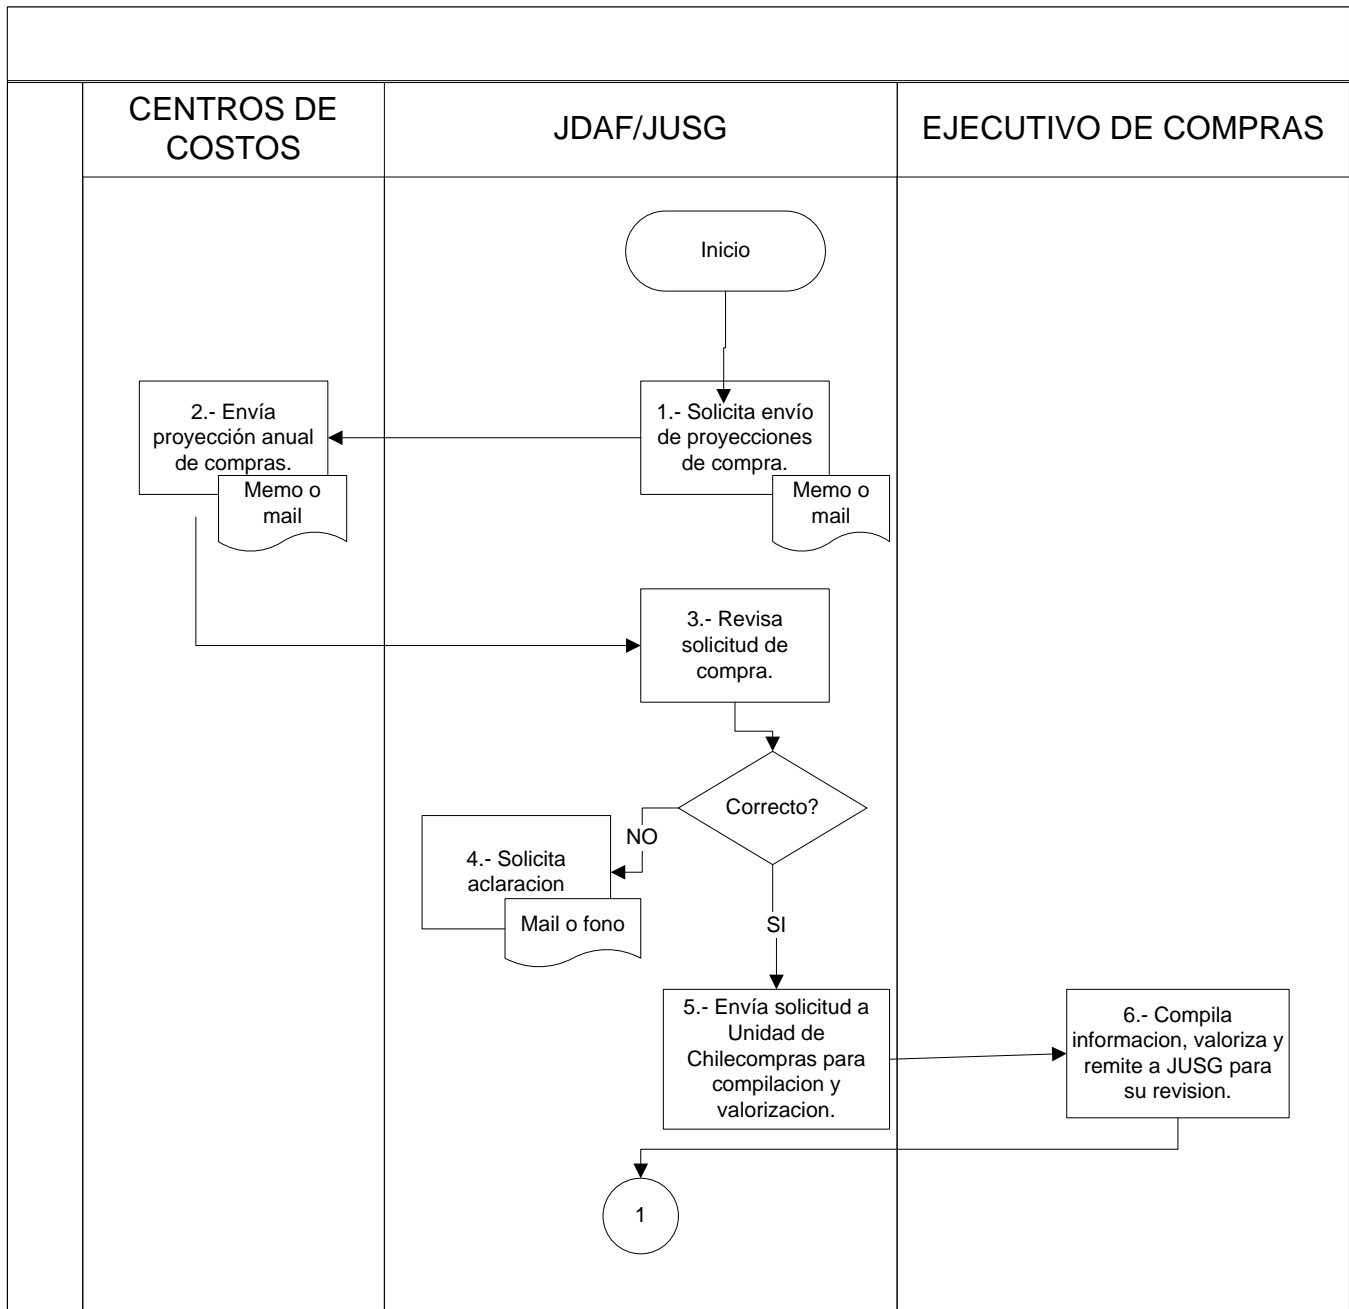 CENTROS DE
COSTOS
JDAF/JUSG
EJECUTIVO DE COMPRAS
Inicio
2.- Envía
proyección anual
de compras.
Memo o
mail
1.- Solicita envío
de proyecciones
de compra.
Memo o
mail
3.- Revisa
solicitud de
compra.
Correcto?
NO
4.- Solicita
aclaracion
Mail o fono
SI
5.- Envía solicitud a
Unidad de
Chilecompras para
compilacion y
valorizacion.
6.- Compila
informacion, valoriza y
remite a JUSG para
su revision.
1